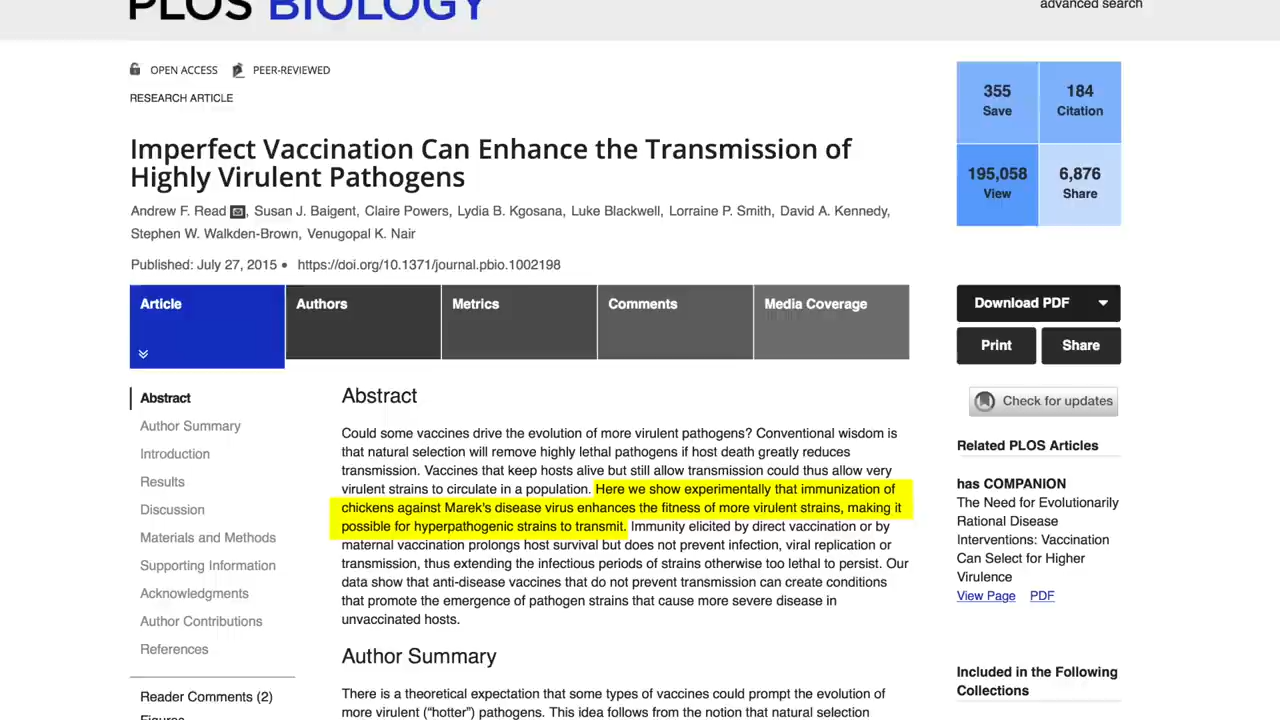 PLOS BIOLOGY
advanced search
OPEN ACCESS PEER-REVIEWED
RESEARCH ARTICLE
Imperfect Vaccination Can Enhance the Transmission of
Highly Virulent Pathogens
Andrew F. Read, Susan J. Baigent, Claire Powers, Lydia B. Kgosana, Luke Blackwell, Lorraine P. Smith, David A. Kennedy,
Stephen W. Walkden-Brown, Venugopal K. Nair
Published: July 27, 2015 • https://doi.org/10.1371/journal.pbio.1002198
355
Save
184
Citation
195,058
View
6,876
Share
Article
Authors
Metrics
Comments
Media Coverage
Download PDF
Print
Share
Check for updates
Abstract
Author Summary
Introduction
Results
Discussion
Materials and Methods
Supporting Information
Acknowledgments
Author Contributions
References
Reader Comments (2)
Figures
Abstract
Could some vaccines drive the evolution of more virulent pathogens? Conventional wisdom is
that natural selection will remove highly lethal pathogens if host death greatly reduces
transmission. Vaccines that keep hosts alive but still allow transmission could thus allow very
virulent strains to circulate in a population. Here we show experimentally that immunization of
chickens against Marek's disease virus enhances the fitness of more virulent strains, making it
possible for hyperpathogenic strains to transmit. Immunity elicited by direct vaccination or by
maternal vaccination prolongs host survival but does not prevent infection, viral replication or
transmission, thus extending the infectious periods of strains otherwise too lethal to persist. Our
data show that anti-disease vaccines that do not prevent transmission can create conditions
that promote the emergence of pathogen strains that cause more severe disease in
unvaccinated hosts.
Author Summary
There is a theoretical expectation that some types of vaccines could prompt the evolution of
more virulent (“hotter”) pathogens. This idea follows from the notion that natural selection
Related PLOS Articles
has COMPANION
The Need for Evolutionarily
Rational Disease
Interventions: Vaccination
Can Select for Higher
Virulence
View Page PDF
Included in the Following
Collections